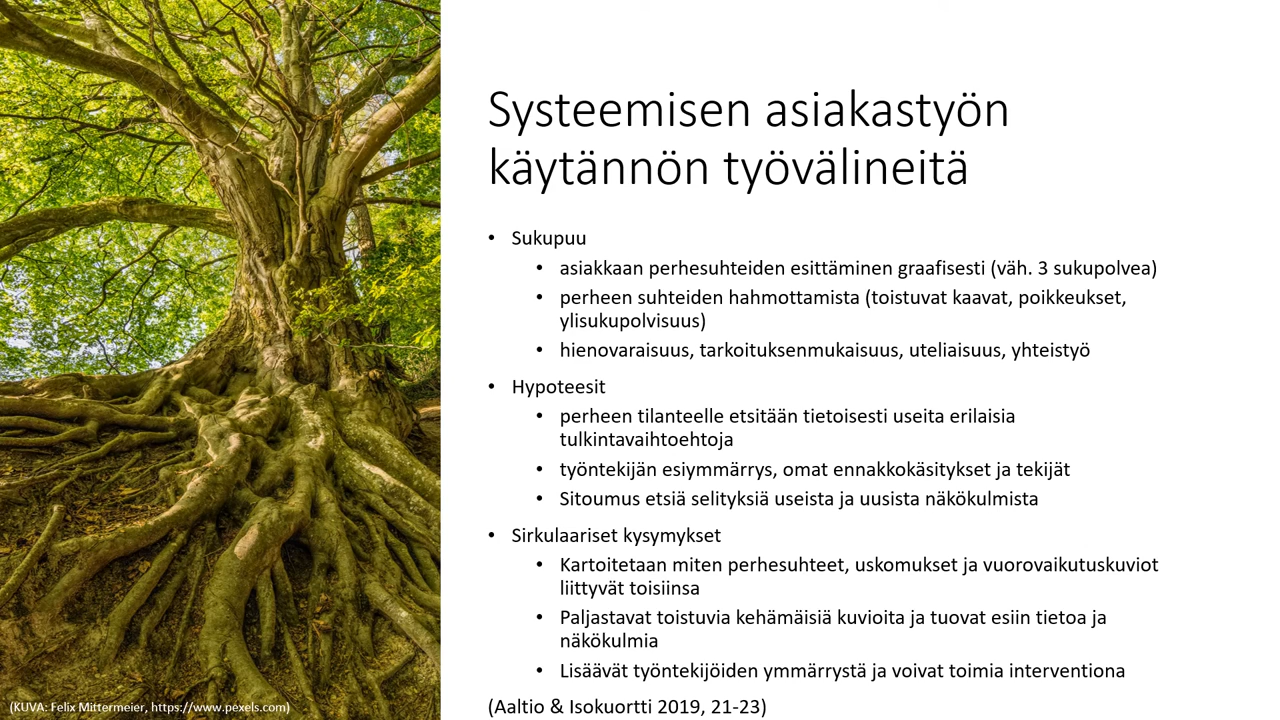 Systeemisen asiakastyön
käytännön työvälineitä
• Sukupuu
• asiakkaan perhesuhteiden esittäminen graafisesti (väh. 3 sukupolvea)
• perheen suhteiden hahmottamista (toistuvat kaavat, poikkeukset,
ylisukupolvisuus)
• hienovaraisuus, tarkoituksenmukaisuus, uteliaisuus, yhteistyö
• Hypoteesit
• perheen tilanteelle etsitään tietoisesti useita erilaisia
tulkintavaihtoehtoja
• työntekijän esiymmärrys, omat ennakkokäsitykset ja tekijät
• Sitoumus etsiä selityksiä useista ja uusista näkökulmista
• Sirkulaariset kysymykset
• Kartoitetaan miten perhesuhteet, uskomukset ja vuorovaikutuskuviot
liittyvät toisiinsa
• Paljastavat toistuvia kehämäisiä kuvioita ja tuovat esiin tietoa ja
näkökulmia
• Lisäävät työntekijöiden ymmärrystä ja voivat toimia interventiona
(Aaltio & Isokuortti 2019, 21-23)
(KUVA: Felix Mittermeier, https://www.pexels.com)